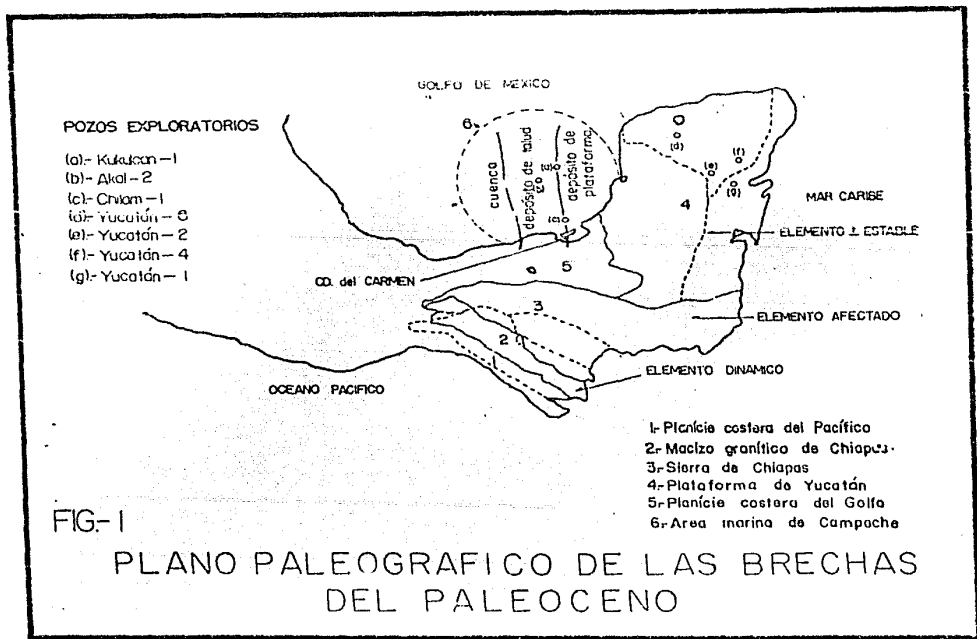 GOLFO DE MEXICO
POZOS EXPLORATORIOS
(a).- Kukulcan-1
(b).- Akal-2
(c).- Chilam-1
(d).- Yucatán-6
(e).- Yucatán-2
(f).- Yucatán-4
(g).- Yucatán-1
6.
cuenca
depósito de talud
depósito de plataforma
4
MAR CARIBE
ELEMENTO ± ESTABLE
CD. del CARMEN
5
3
ELEMENTO AFECTADO
2
1
ELEMENTO DINAMICO
OCEANO PACIFICO
1.- Planície costera del Pacífico
2.- Macizo granítico de Chiapas.
3.- Sierra de Chiapas
4.- Plataforma de Yucatán
5.- Planície costera del Golfo
6.- Area marina de Campeche
FIG.- 1
PLANO PALEOGRAFICO DE LAS BRECHAS
DEL PALEOCENO